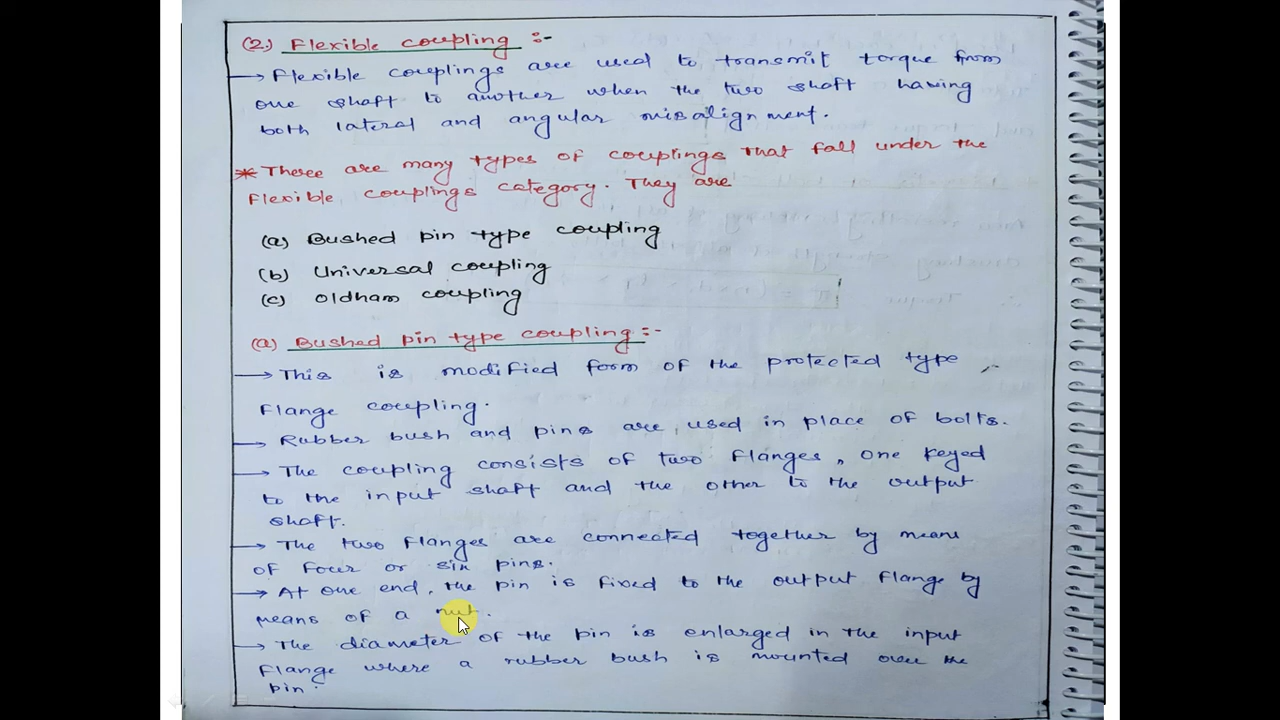 (2.) Flexible coupling :-
→ Flexible couplings are used to transmit torque from
one shaft to another when the two shaft having
both lateral and angular misalignment.
* There are many types of couplings that fall under the
Flexible couplings category. They are
(a) Bushed pin type coupling
(b) Universal coupling
(c) Oldham coupling
(a) Bushed pin type coupling :-
→ This is modified form of the protected type
Flange coupling.
→ Rubber bush and pins are used in place of bolts.
→ The coupling consists of two flanges, one keyed
to the input shaft and the other to the output
shaft.
→ The two flanges are connected together by means
of four or six pins.
→ At one end, the pin is fixed to the output flange by
means of a nut.
→ The diameter of the pin is enlarged in the input
flange where a rubber bush is mounted over the
pin.